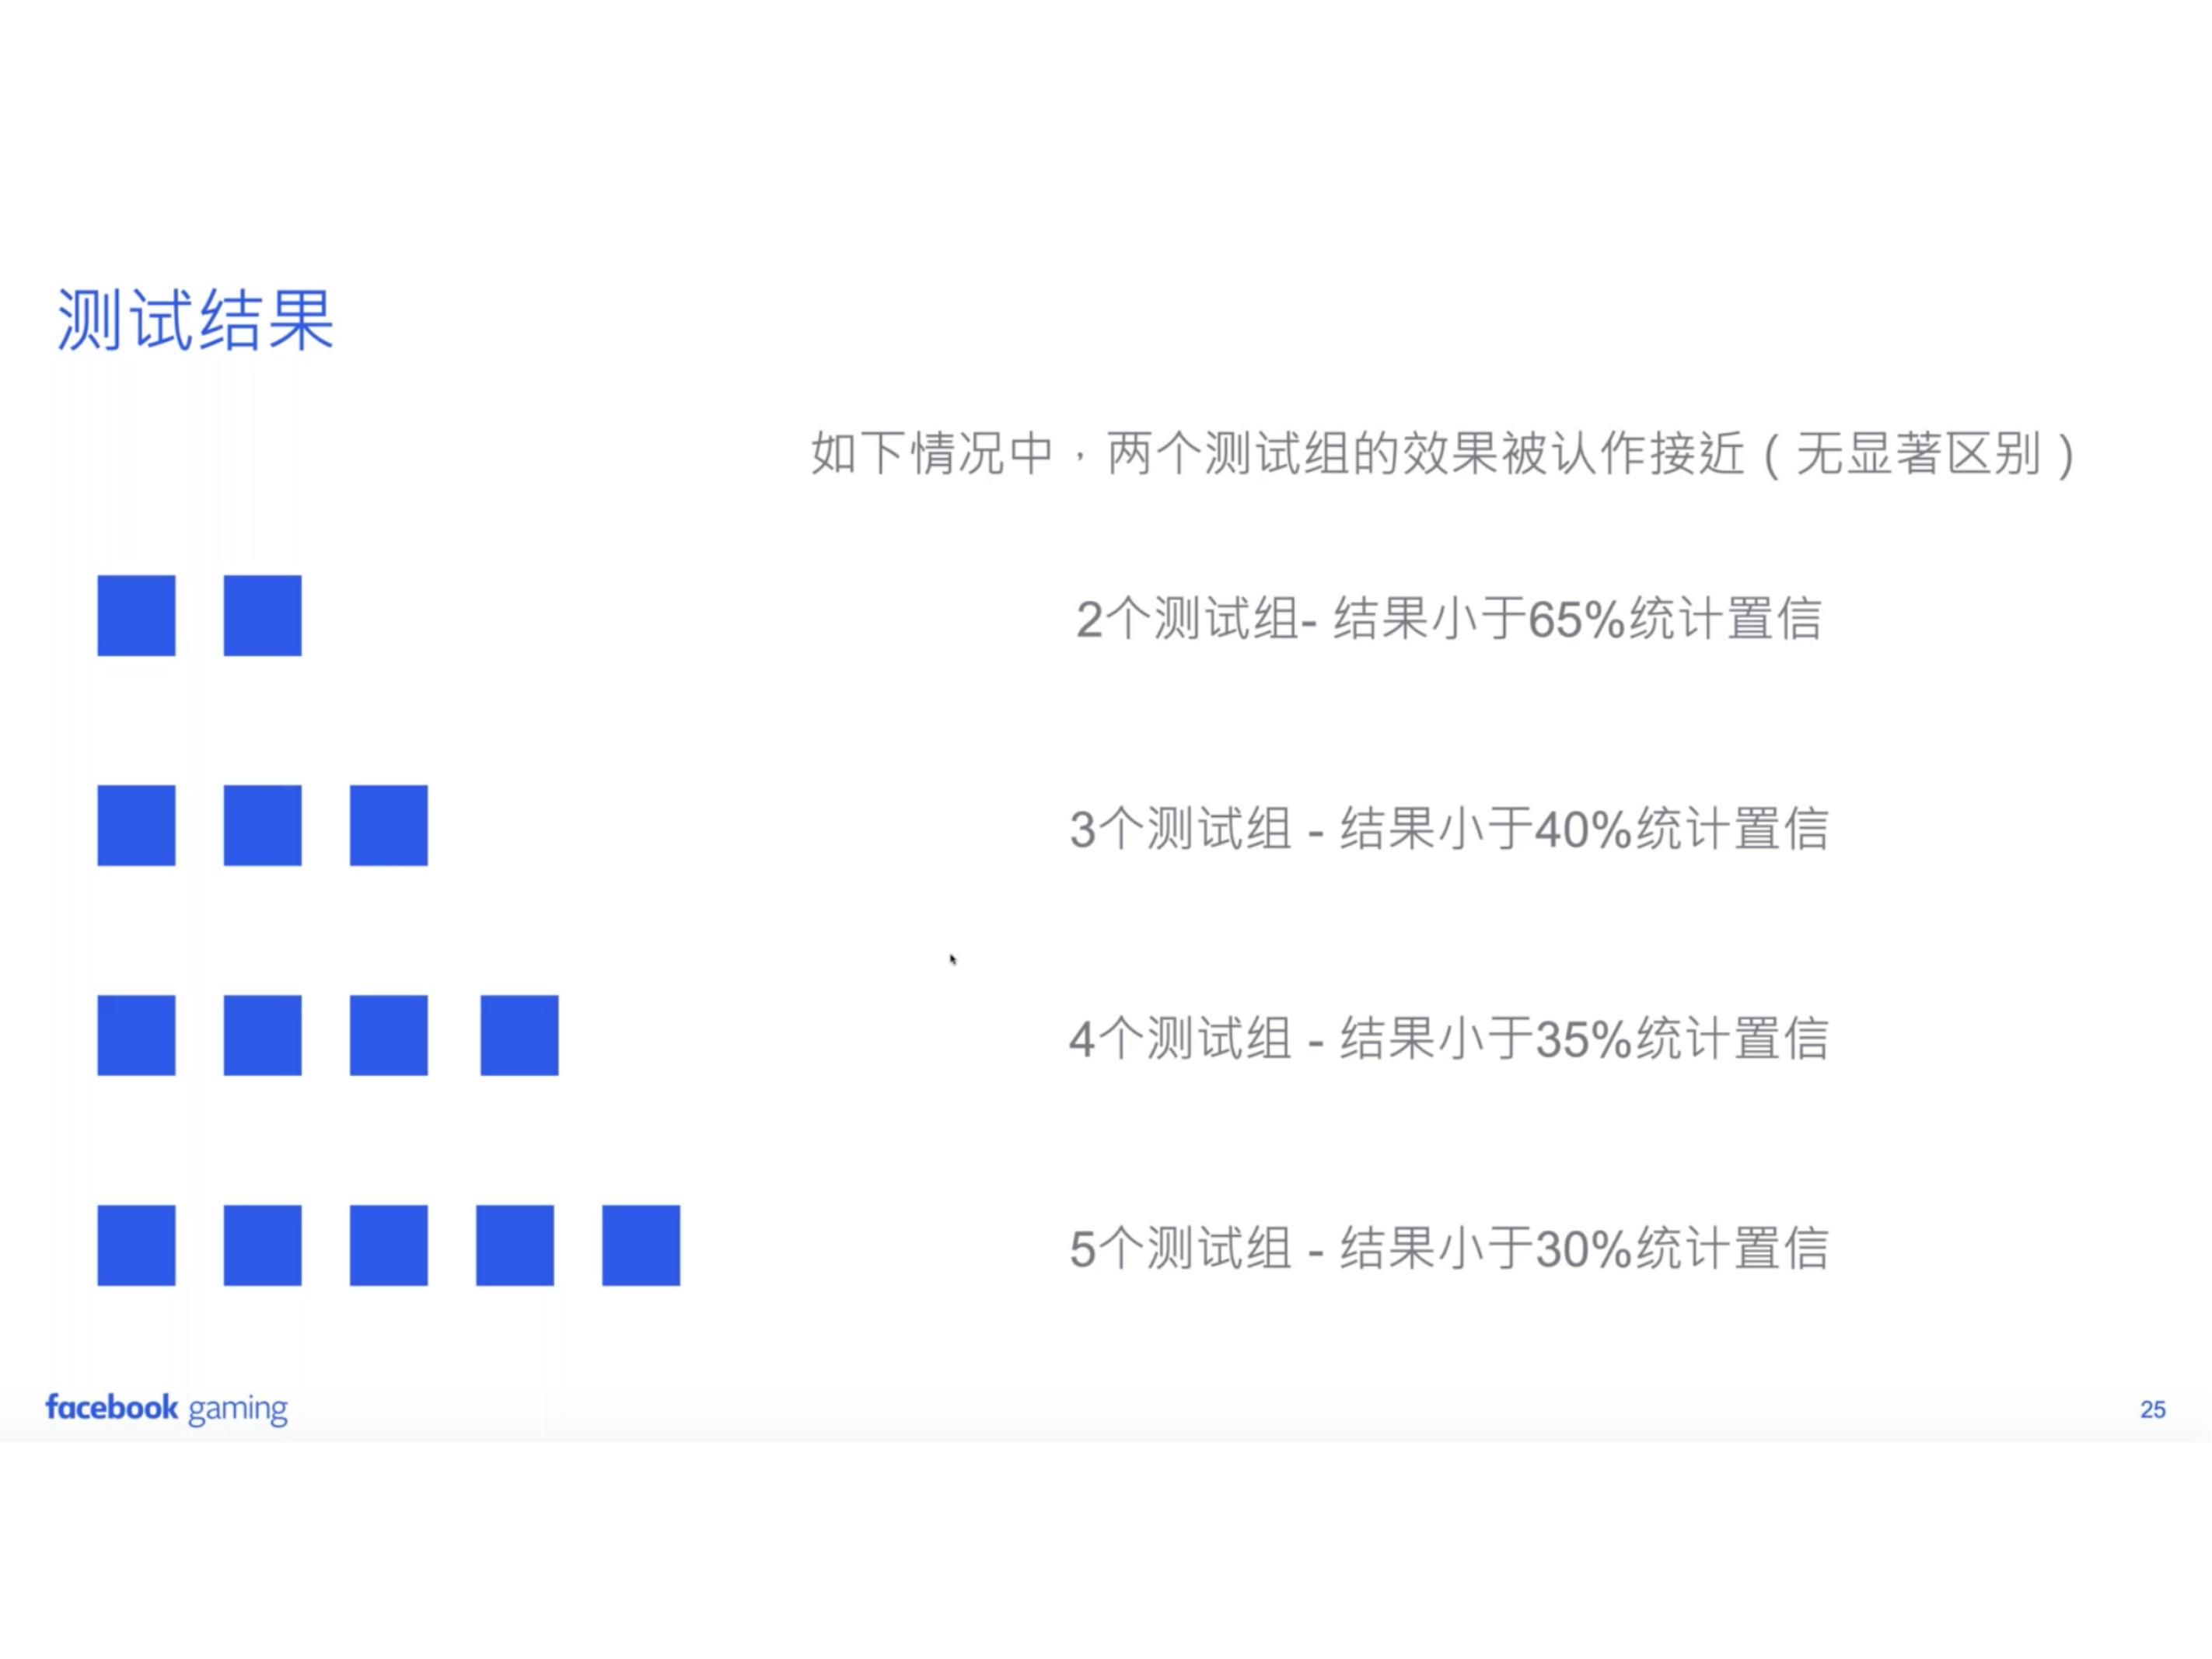 测试结果
如下情况中，两个测试组的效果被认作接近（无显著区别）
2个测试组- 结果小于65%统计置信
3个测试组 - 结果小于40%统计置信
4个测试组 - 结果小于35%统计置信
5个测试组 - 结果小于30%统计置信
facebook gaming
25